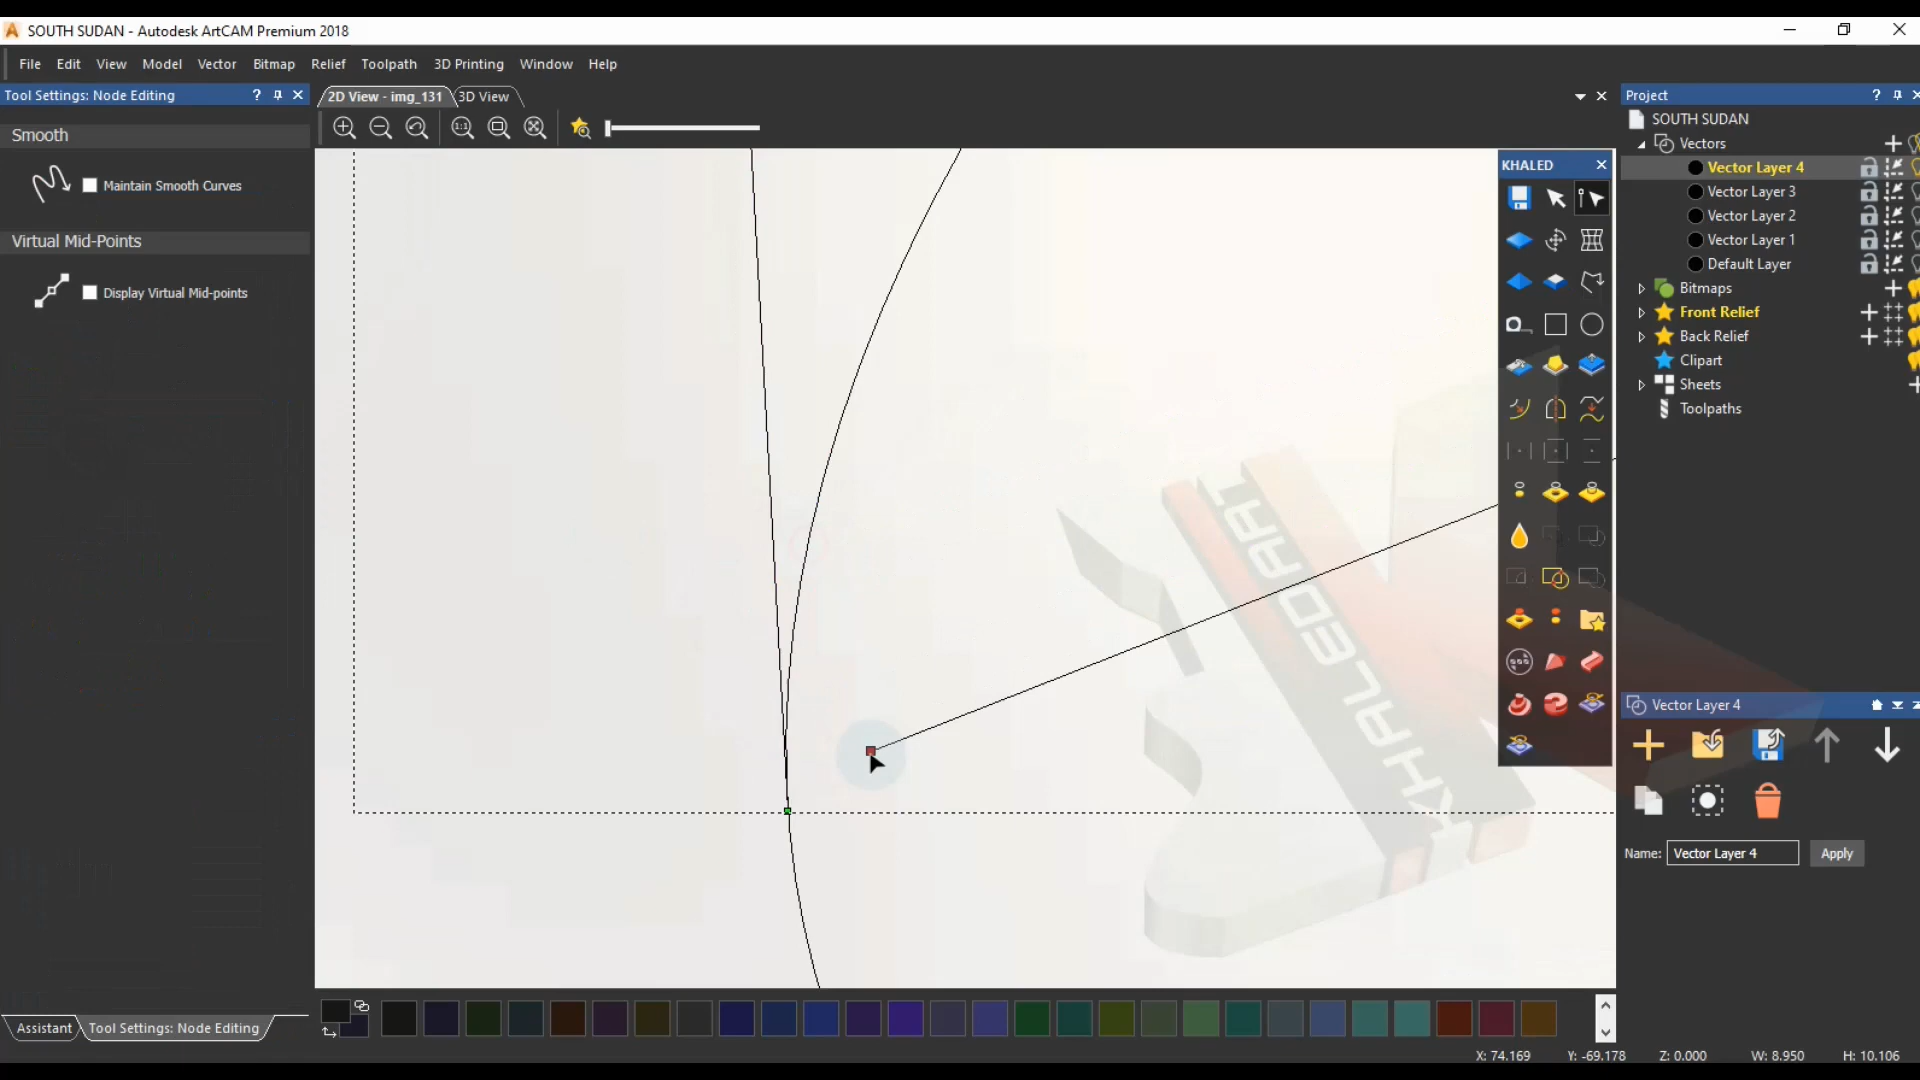 SOUTH SUDAN - Autodesk ArtCAM Premium 2018
File Edit View Model Vector Bitmap Relief Toolpath 3D Printing Window Help
Tool Settings: Node Editing ?
2D View - img_131 3D View
Project ?
Smooth
Maintain Smooth Curves
Virtual Mid-Points
Display Virtual Mid-points
1:1
KHALED
SOUTH SUDAN
Vectors
Vector Layer 4
Vector Layer 3
Vector Layer 2
Vector Layer 1
Default Layer
Bitmaps
Front Relief
Back Relief
Clipart
Sheets
Toolpaths
KHALEDART
KHALEDART
Vector Layer 4
Name: Vector Layer 4 Apply
Assistant Tool Settings: Node Editing
X: 74.169 Y: -69.178 Z: 0.000 W: 8.950 H: 10.106